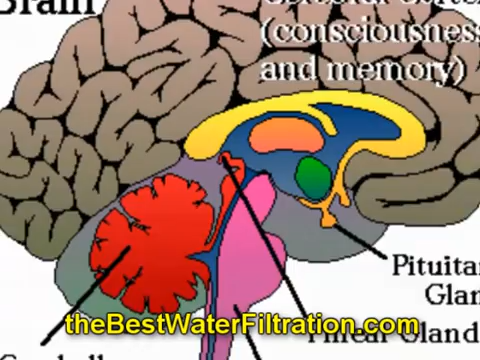 Brain
(consciousness
and memory)
Pituitar
Glan
Pineal Gland
theBestWaterFiltration.com